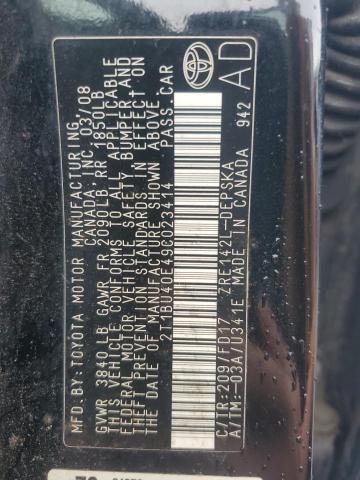 MFD.BY:TOYOTA MOTOR MANUFACTURING,
CANADA, INC. 03/08
GVWR 3840LB GAWR FR 2090LB RR 1850LB
THIS VEHICLE CONFORMS TO ALL APPLICABLE
FEDERAL MOTOR VEHICLE SAFETY, BUMPER, AND
THEFT PREVENTION STANDARDS IN EFFECT ON
THE DATE OF MANUFACTURE SHOWN ABOVE.
2T1BU40E49C023414 PASS.CAR
C/TR:209/FD17 ZRE142L-DEPSKA
A/TM:-03A/U341E MADE IN CANADA
942
AD